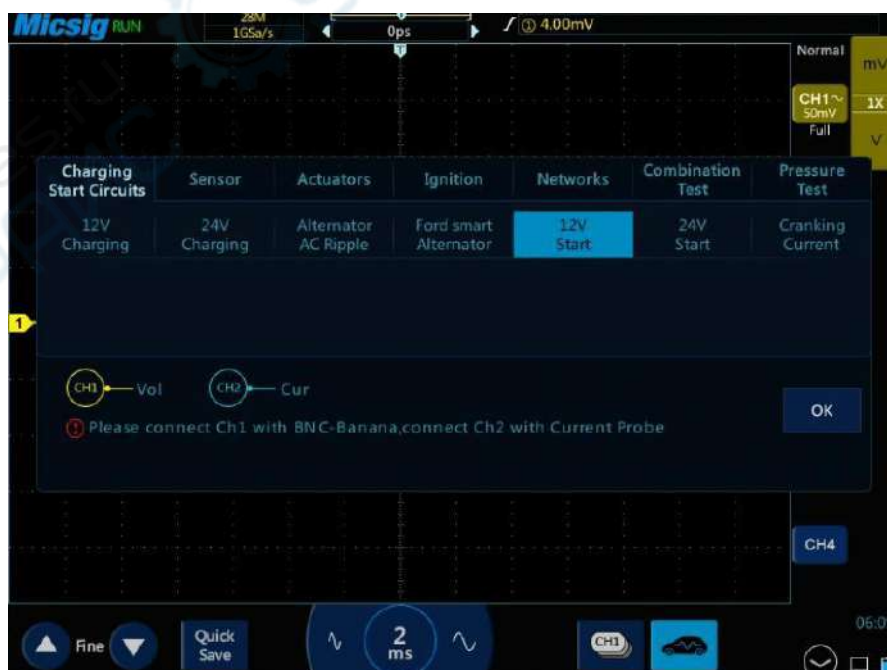 Micsig RUN 28M 1GSa/s 0ps T ① 4.00mV
Normal
mV
CH1~ 1X
50mV
Full
V
Charging Start Circuits
Sensor
Actuators
Ignition
Networks
Combination Test
Pressure Test
12V Charging
24V Charging
Alternator AC Ripple
Ford smart Alternator
12V Start
24V Start
Cranking Current
1
CH1 Vol CH2 Cur
OK
! Please connect Ch1 with BNC-Banana,connect Ch2 with Current Probe
CH4
Fine
Quick Save
2 ms
CH1